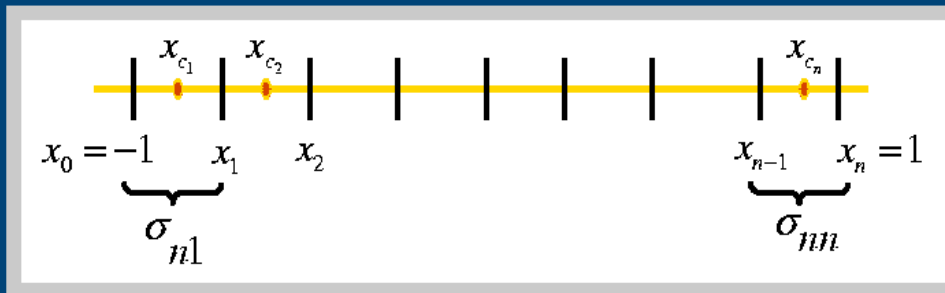 x_{c_1} x_{c_2} x_{c_n}
x_0 = −1 x_1 x_2 x_{n−1} x_n = 1
σ_{n1} σ_{nn}